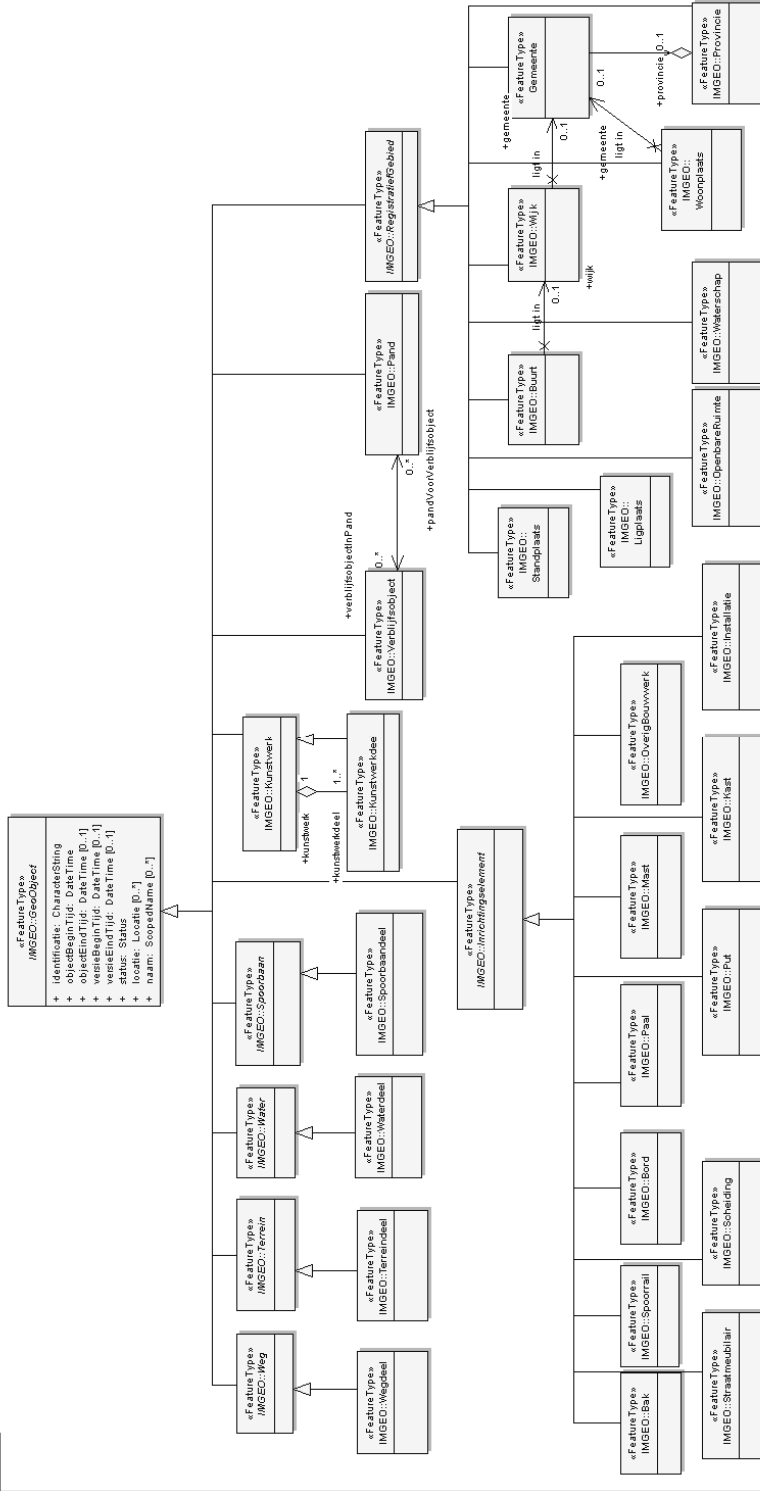 «FeatureType»
IMGEO::GeoObject
+ identificatie: CharacterString
+ objectBeginTijd: DateTime
+ objectEindTijd: DateTime [0..1]
+ versieBeginTijd: DateTime [0..1]
+ versieEindTijd: DateTime [0..1]
+ status: Status
+ locatie: Locatie [0..*]
+ naam: ScopedName [0..*]
«FeatureType»
IMGEO::Weg
«FeatureType»
IMGEO::Terrein
«FeatureType»
IMGEO::Water
«FeatureType»
IMGEO::Spoorbaan
«FeatureType»
IMGEO::Kunstwerk
+kunstwerk
1
1..*
+kunstwerkdeel
«FeatureType»
IMGEO::Wegdeel
«FeatureType»
IMGEO::Terreindeel
«FeatureType»
IMGEO::Waterdeel
«FeatureType»
IMGEO::Spoorbaandeel
«FeatureType»
IMGEO::Kunstwerkdee
«FeatureType»
IMGEO::Verblijfsobject
+verblijfsobjectInPand
0..*
0..*
+pandVoorVerblijfsobject
«FeatureType»
IMGEO::Pand
«FeatureType»
IMGEO::RegistratiefGebied
«FeatureType»
IMGEO::Inrichtingselement
«FeatureType»
IMGEO::
Standplaats
«FeatureType»
IMGEO::Buurt
ligt in
0..1
+wijk
«FeatureType»
IMGEO::Wijk
ligt in
0..1
+gemeente
«FeatureType»
Gemeente
0..1
+gemeente
ligt in
+provincie
0..1
«FeatureType»
IMGEO::
Ligplaats
«FeatureType»
IMGEO::
Woonplaats
«FeatureType»
IMGEO::OpenbareRuimte
«FeatureType»
IMGEO::Waterschap
«FeatureType»
IMGEO::Provincie
«FeatureType»
IMGEO::Bak
«FeatureType»
IMGEO::Spoorrail
«FeatureType»
IMGEO::Bord
«FeatureType»
IMGEO::Paal
«FeatureType»
IMGEO::Mast
«FeatureType»
IMGEO::OverigBouwwerk
«FeatureType»
IMGEO::Straatmeubilair
«FeatureType»
IMGEO::Scheiding
«FeatureType»
IMGEO::Put
«FeatureType»
IMGEO::Kast
«FeatureType»
IMGEO::Installatie